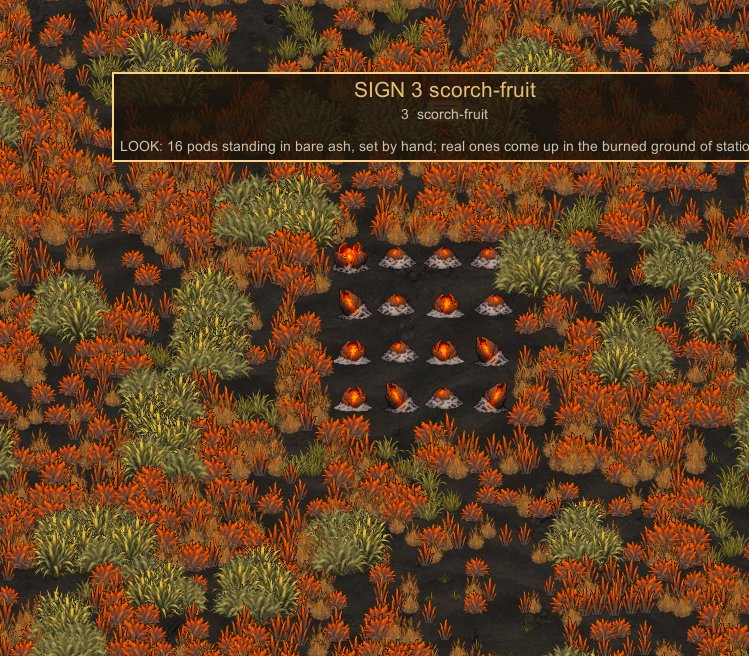 SIGN 3 scorch-fruit
3 scorch-fruit
LOOK: 16 pods standing in bare ash, set by hand; real ones come up in the burned ground of